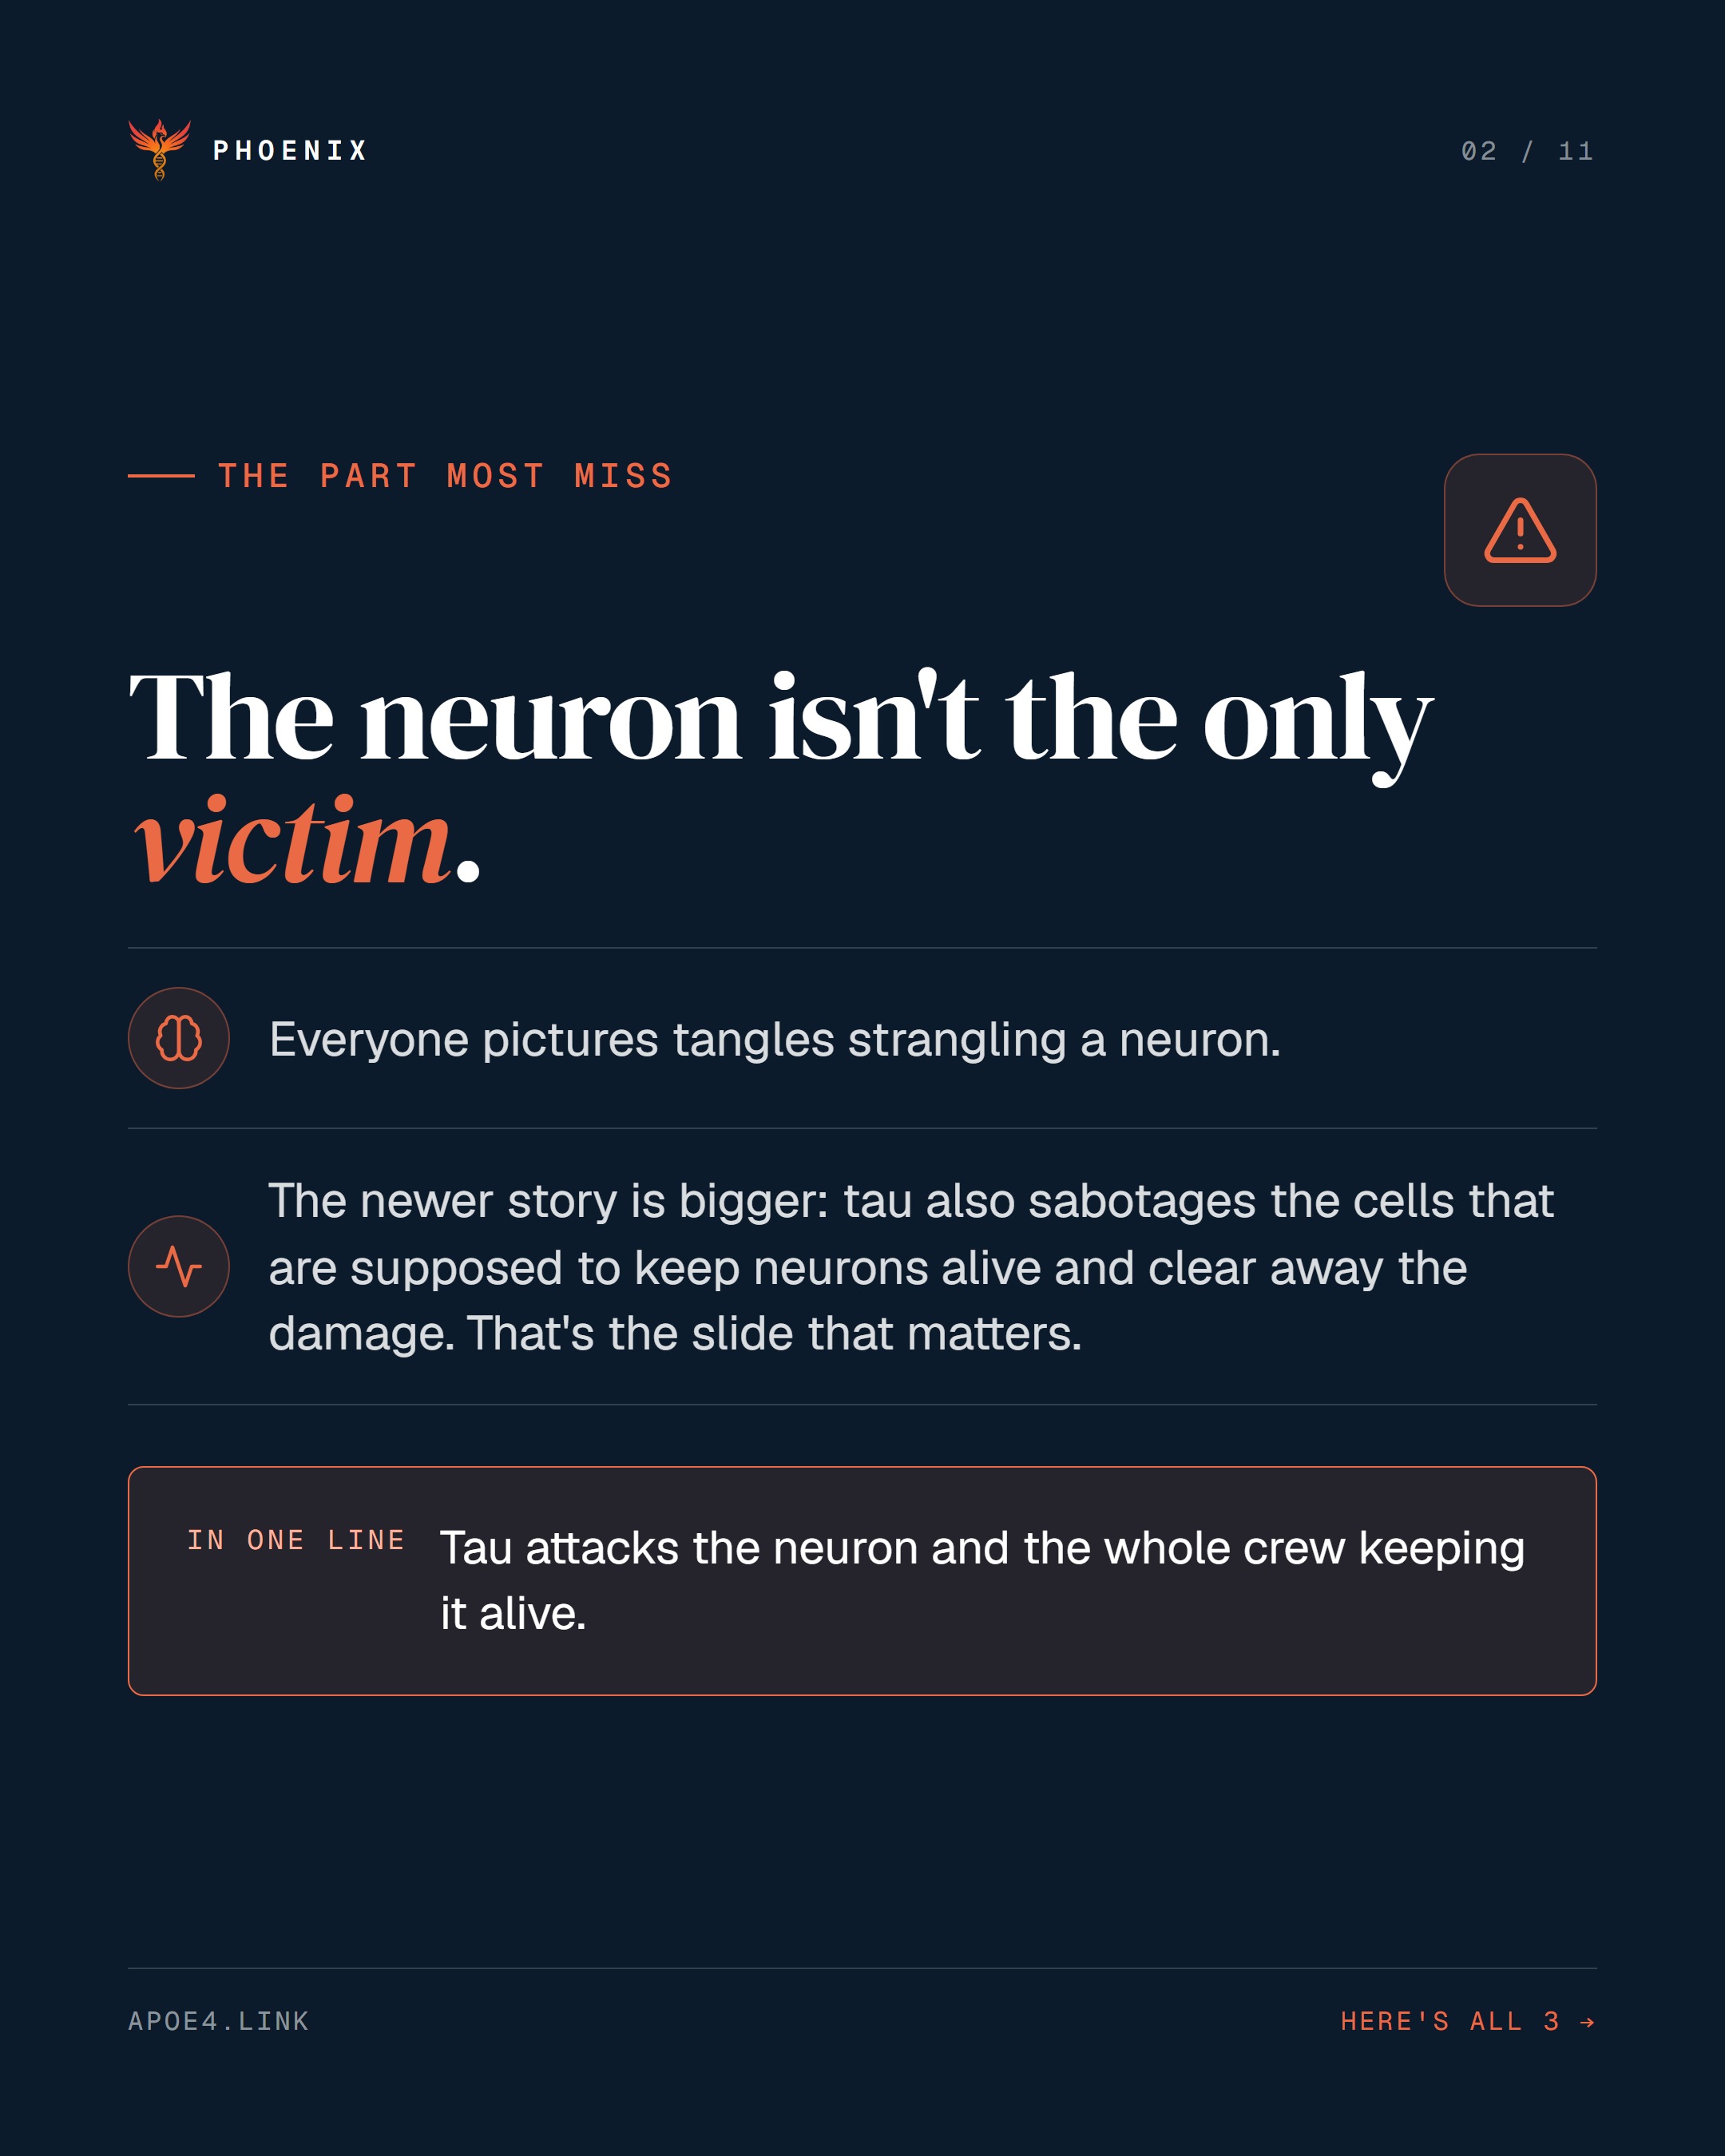 PHOENIX
02 / 11
THE PART MOST MISS
The neuron isn't the only
victim.
Everyone pictures tangles strangling a neuron.
The newer story is bigger: tau also sabotages the cells that
are supposed to keep neurons alive and clear away the
damage. That's the slide that matters.
IN ONE LINE
Tau attacks the neuron and the whole crew keeping
it alive.
APOE4.LINK
HERE'S ALL 3 →